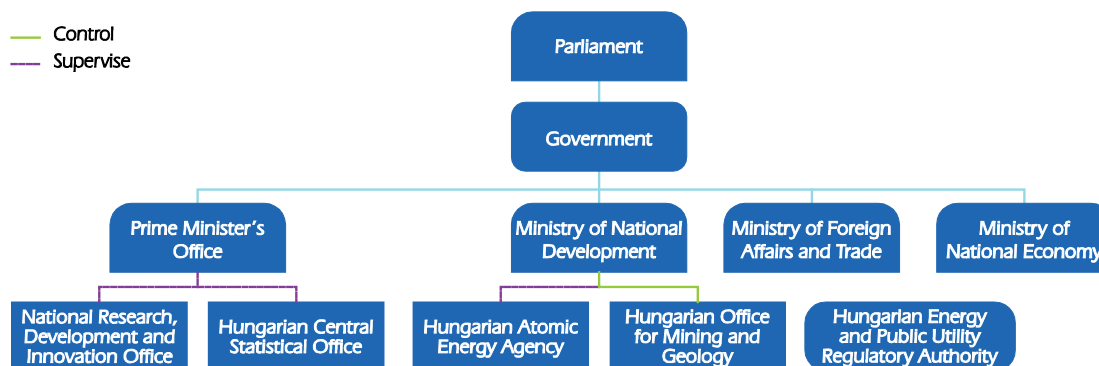 Control
Supervise
Parliament
Government
Prime Minister's
Office
Ministry of National
Development
Ministry of Foreign
Affairs and Trade
Ministry of
National Economy
National Research,
Development and
Innovation Office
Hungarian Central
Statistical Office
Hungarian Atomic
Energy Agency
Hungarian Office
for Mining and
Geology
Hungarian Energy
and Public Utility
Regulatory Authority